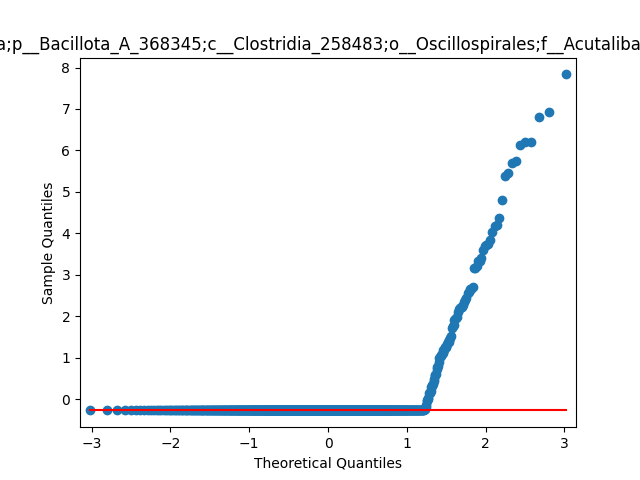 a;p__Bacillota_A_368345;c__Clostridia_258483;o__Oscillospirales;f__Acutaliba
8
7
6
5
4
3
2
1
0
Sample Quantiles
−3 −2 −1 0 1 2 3
Theoretical Quantiles